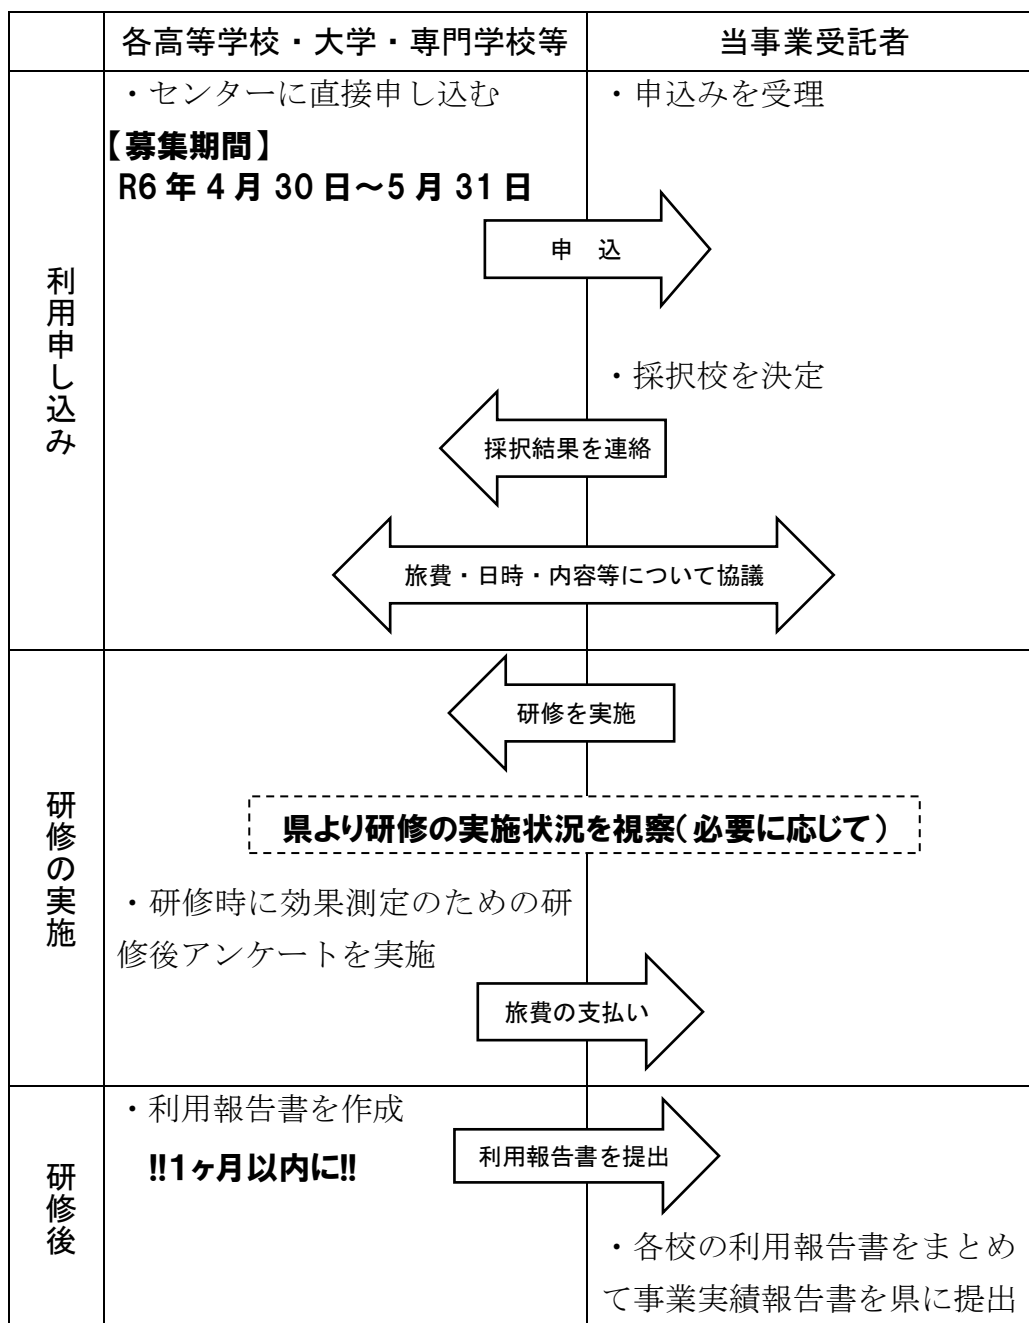 各高等学校・大学・専門学校等
当事業受託者
利用申し込み
・センターに直接申し込む
・申込みを受理
【募集期間】
R6年4月30日～5月31日
申 込
・採択校を決定
採択結果を連絡
旅費・日時・内容等について協議
研修の実施
研修を実施
県より研修の実施状況を視察(必要に応じて)
・研修時に効果測定のための研
修後アンケートを実施
旅費の支払い
研修後
・利用報告書を作成
!!1ヶ月以内に!!
利用報告書を提出
・各校の利用報告書をまとめ
て事業実績報告書を県に提出